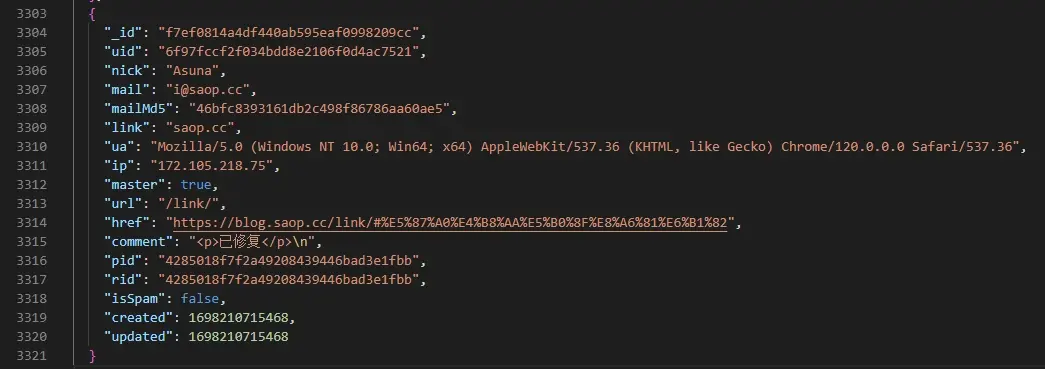 3303 {
3304 "_id": "f7ef0814a4df440ab595eaf0998209cc",
3305 "uid": "6f97fccf2f034bdd8e2106f0d4ac7521",
3306 "nick": "Asuna",
3307 "mail": "i@saop.cc",
3308 "mailMd5": "46bfc8393161db2c498f86786aa60ae5",
3309 "link": "saop.cc",
3310 "ua": "Mozilla/5.0 (Windows NT 10.0; Win64; x64) AppleWebKit/537.36 (KHTML, like Gecko) Chrome/120.0.0.0 Safari/537.36",
3311 "ip": "172.105.218.75",
3312 "master": true,
3313 "url": "/link/",
3314 "href": "https://blog.saop.cc/link/#%E5%87%A0%E4%B8%AA%E5%B0%8F%E8%A6%81%E6%B1%82",
3315 "comment": "<p>已修复</p>\n",
3316 "pid": "4285018f7f2a49208439446bad3e1fbb",
3317 "rid": "4285018f7f2a49208439446bad3e1fbb",
3318 "isSpam": false,
3319 "created": 1698210715468,
3320 "updated": 1698210715468
3321 }